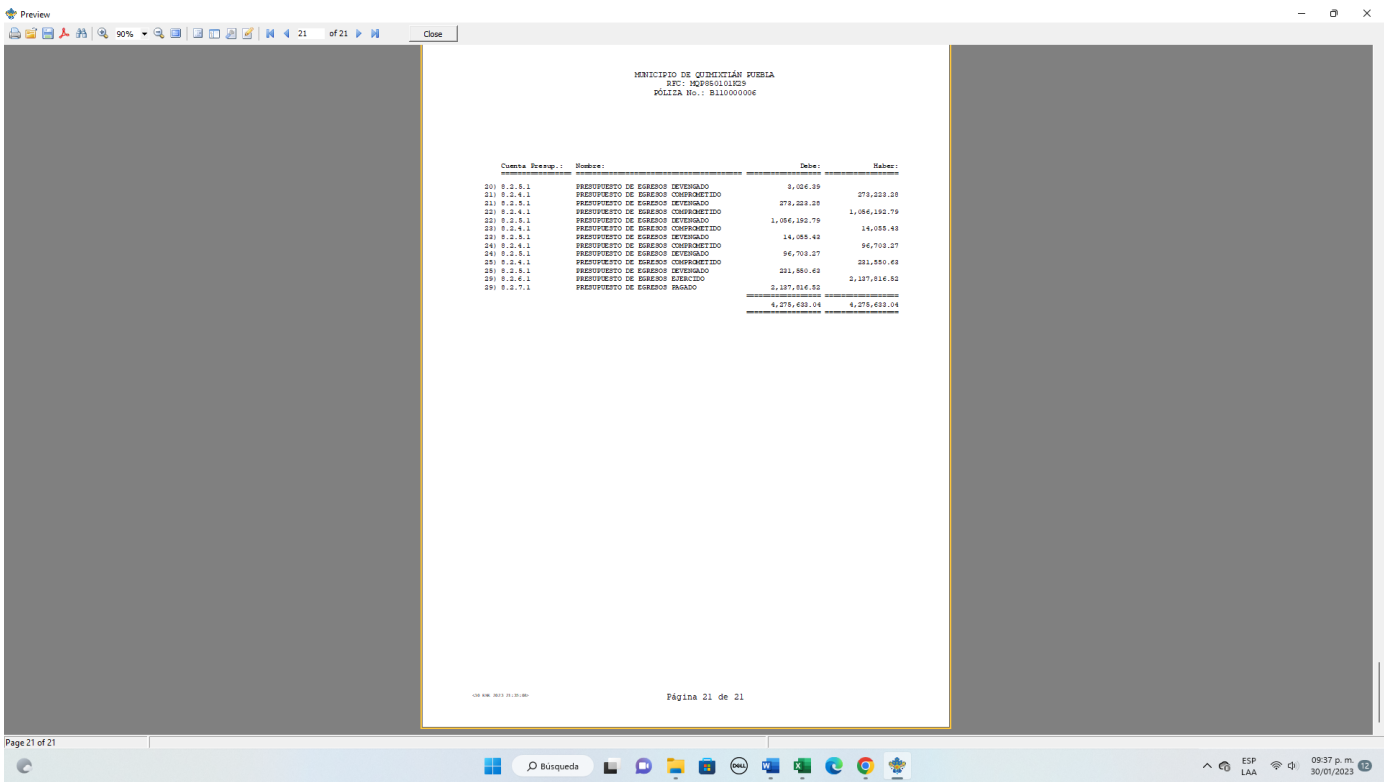 Preview
90% 21 of 21 Close
MUNICIPIO DE QUIMIXTLÁN PUEBLA
RFC: MQP850101K29
PÓLIZA No.: B110000006
Cuenta Presup.: Nombre: Debe: Haber:
20) 8.2.5.1 PRESUPUESTO DE EGRESOS DEVENGADO 3,026.39
21) 8.2.4.1 PRESUPUESTO DE EGRESOS COMPROMETIDO 273,223.28
21) 8.2.5.1 PRESUPUESTO DE EGRESOS DEVENGADO 273,223.28
22) 8.2.4.1 PRESUPUESTO DE EGRESOS COMPROMETIDO 1,056,192.79
22) 8.2.5.1 PRESUPUESTO DE EGRESOS DEVENGADO 1,056,192.79
23) 8.2.4.1 PRESUPUESTO DE EGRESOS COMPROMETIDO 14,055.43
23) 8.2.5.1 PRESUPUESTO DE EGRESOS DEVENGADO 14,055.43
24) 8.2.4.1 PRESUPUESTO DE EGRESOS COMPROMETIDO 96,703.27
24) 8.2.5.1 PRESUPUESTO DE EGRESOS DEVENGADO 96,703.27
25) 8.2.4.1 PRESUPUESTO DE EGRESOS COMPROMETIDO 231,550.63
25) 8.2.5.1 PRESUPUESTO DE EGRESOS DEVENGADO 231,550.63
29) 8.2.6.1 PRESUPUESTO DE EGRESOS EJERCIDO 2,137,816.52
29) 8.2.7.1 PRESUPUESTO DE EGRESOS PAGADO 2,137,816.52
4,275,633.04 4,275,633.04
Página 21 de 21
Page 21 of 21
Búsqueda
DELL
ESP
LAA
09:37 p. m.
30/01/2023
12